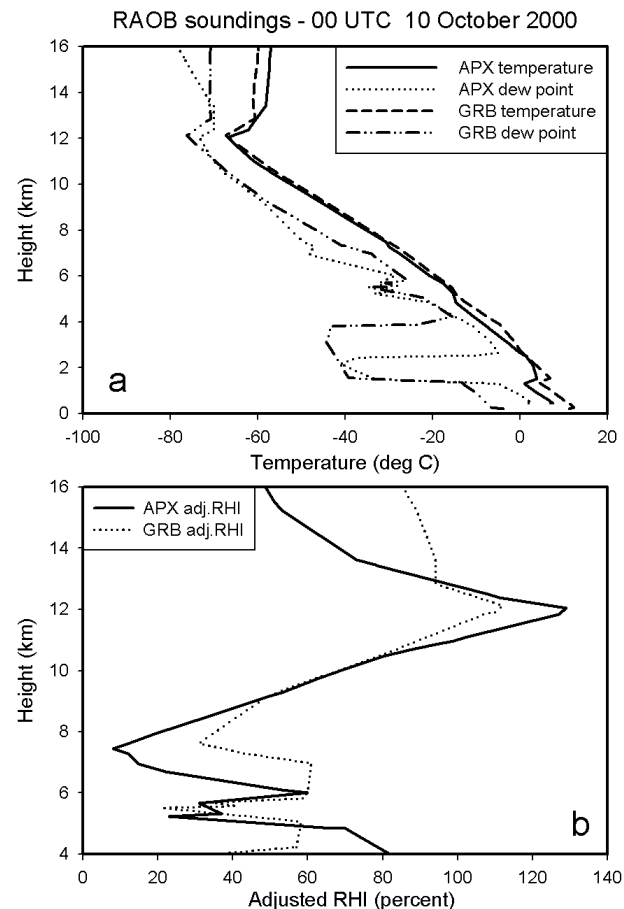 RAOB soundings - 00 UTC 10 October 2000
16
14
12
10
8
6
4
2
0
Height (km)
APX temperature
APX dew point
GRB temperature
GRB dew point
a
-100 -80 -60 -40 -20 0 20
Temperature (deg C)
16
14
12
10
8
6
4
Height (km)
APX adj.RHI
GRB adj.RHI
b
0 20 40 60 80 100 120 140
Adjusted RHI (percent)